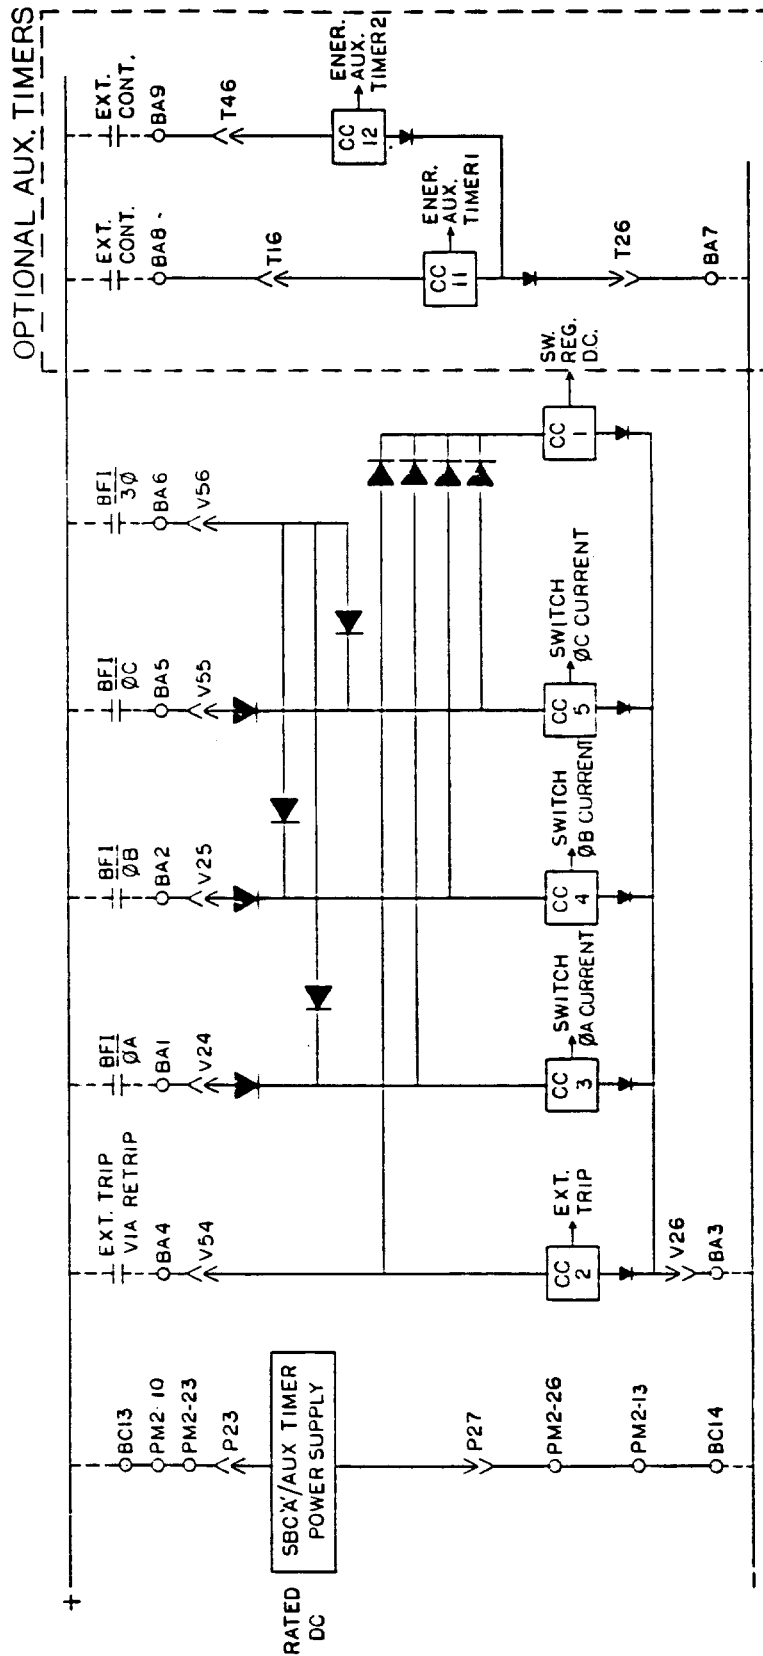 OPTIONAL AUX. TIMERS
+
RATED
DC
BC13
PM2-10
PM2-23
P23
SBC'A'/AUX TIMER
POWER SUPPLY
P27
PM2-26
PM2-13
BC14
EXT. TRIP
VIA RETRIP
BA4
V54
CC
2
EXT.
TRIP
V26
BA3
BFI
ØA
BA1
V24
CC
3
SWITCH
ØA CURRENT
BFI
ØB
BA2
V25
CC
4
SWITCH
ØB CURRENT
BFI
ØC
BA5
V55
CC
5
SWITCH
ØC CURRENT
BFI
3Ø
BA6
V56
CC
1
SW.
REG.
D.C.
EXT.
CONT.
BA8
T16
CC
11
ENER.
AUX.
TIMER1
T26
BA7
EXT.
CONT.
BA9
T46
CC
12
ENER.
AUX.
TIMER2
-